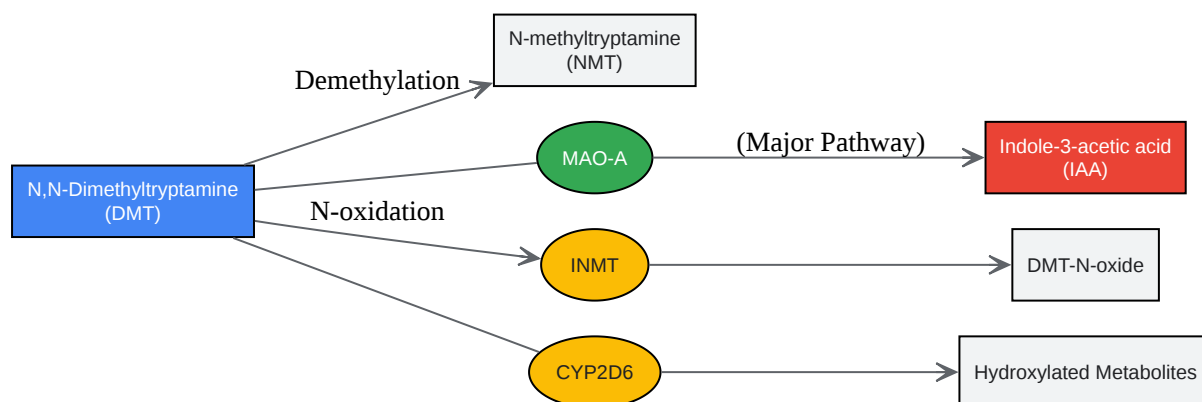 N-methyltryptamine
(NMT)
Demethylation
MAO-A
(Major Pathway)
Indole-3-acetic acid
(IAA)
N,N-Dimethyltryptamine
(DMT)
N-oxidation
INMT
DMT-N-oxide
CYP2D6
Hydroxylated Metabolites